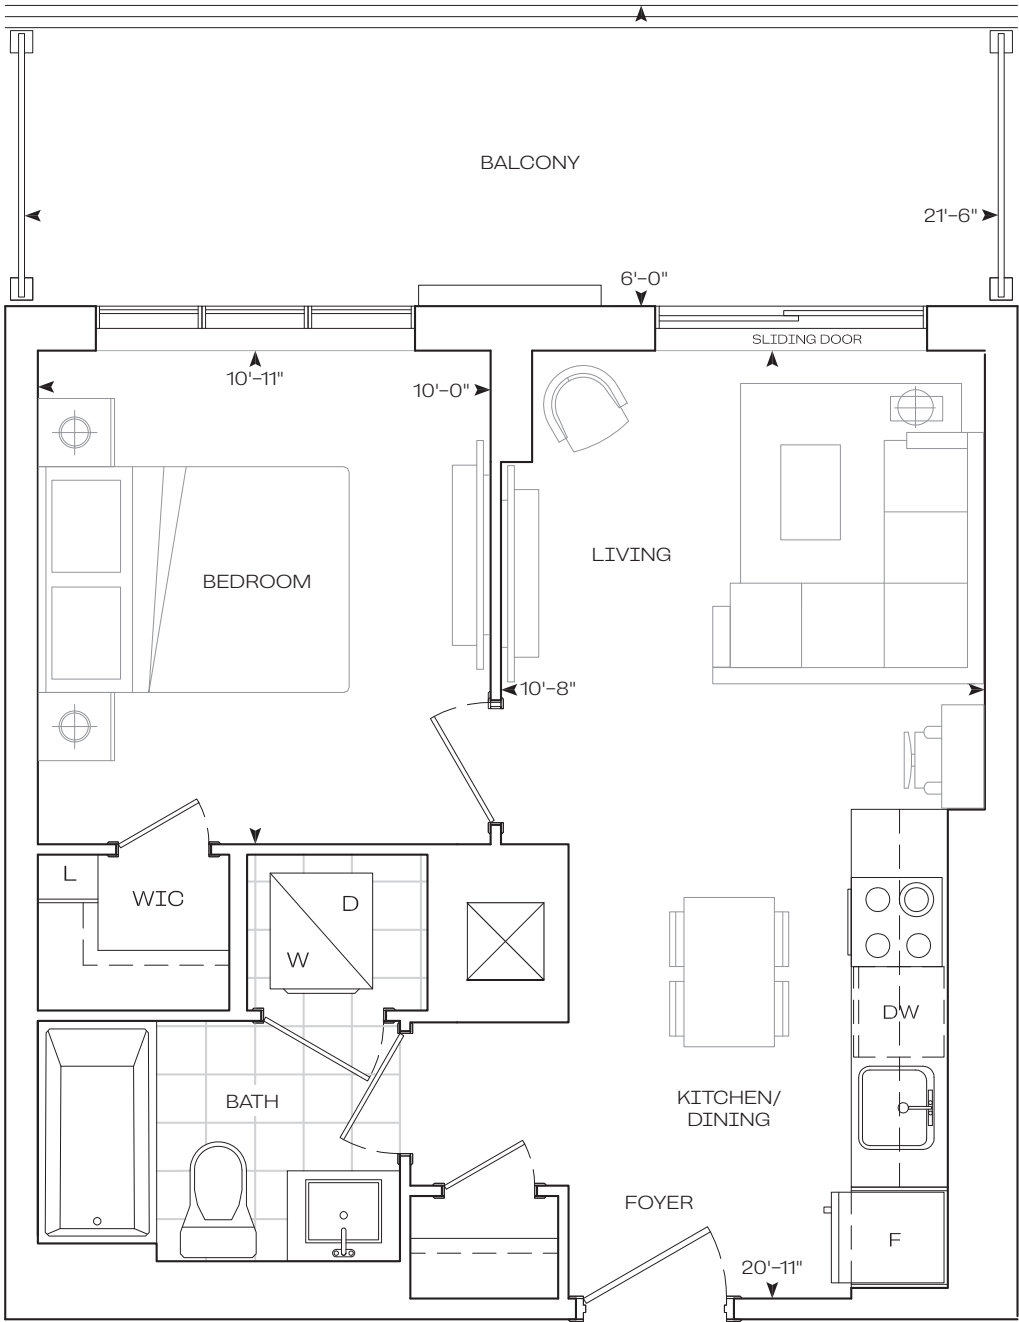 BALCONY
21'-6"
6'-0"
SLIDING DOOR
10'-11"
10'-0"
LIVING
BEDROOM
10'-8"
L
WIC
D
W
DW
BATH
KITCHEN/
DINING
FOYER
F
20'-11"